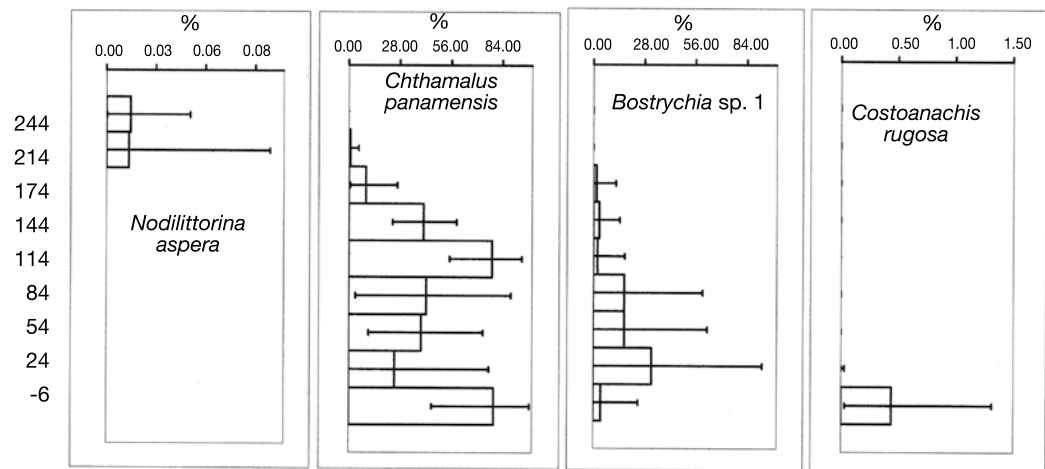 %
0.00 0.03 0.06 0.08
Nodilittorina
aspera
%
0.00 28.00 56.00 84.00
Chthamalus
panamensis
%
0.00 28.00 56.00 84.00
Bostrychia sp. 1
%
0.00 0.50 1.00 1.50
Costoanachis
rugosa
244
214
174
144
114
84
54
24
-6